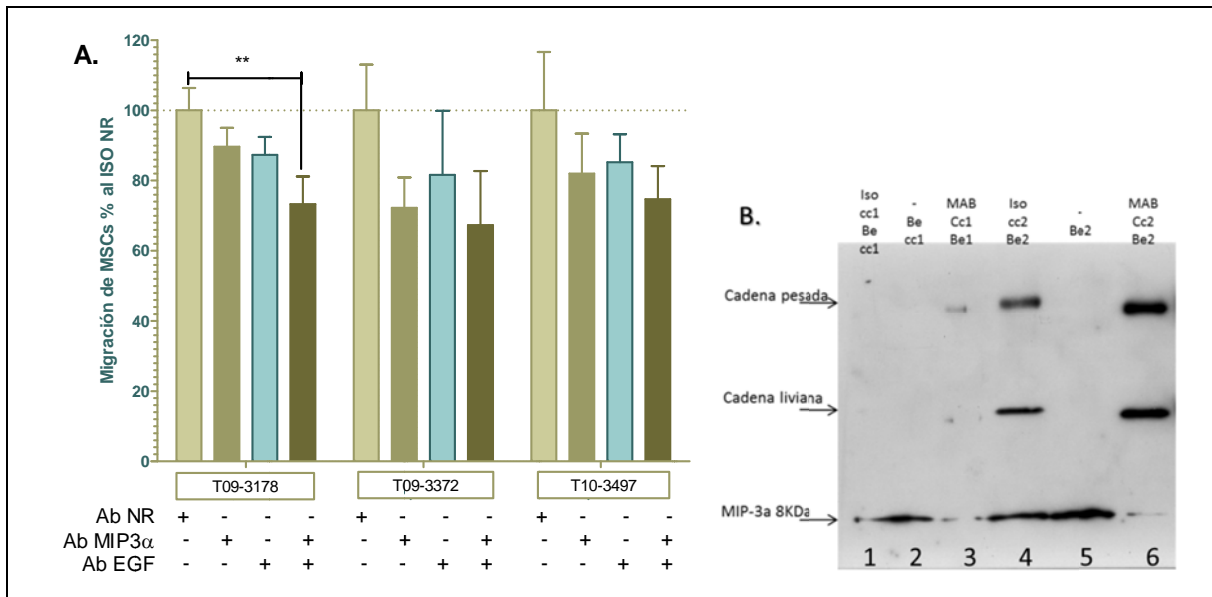 A.
**
Migración de MSCs % al ISO NR
120
100
80
60
40
20
0
T09-3178 T09-3372 T10-3497
Ab NR + - - - + - - - + - - -
Ab MIP3α - + - + - + - + - + - +
Ab EGF - - + + - - + + - - + +
B.
Iso cc1 Be cc1
- Be cc1
MAB Cc1 Be1
Iso cc2 Be2
- Be2
MAB Cc2 Be2
Cadena pesada
Cadena liviana
MIP-3a 8KDa
1 2 3 4 5 6